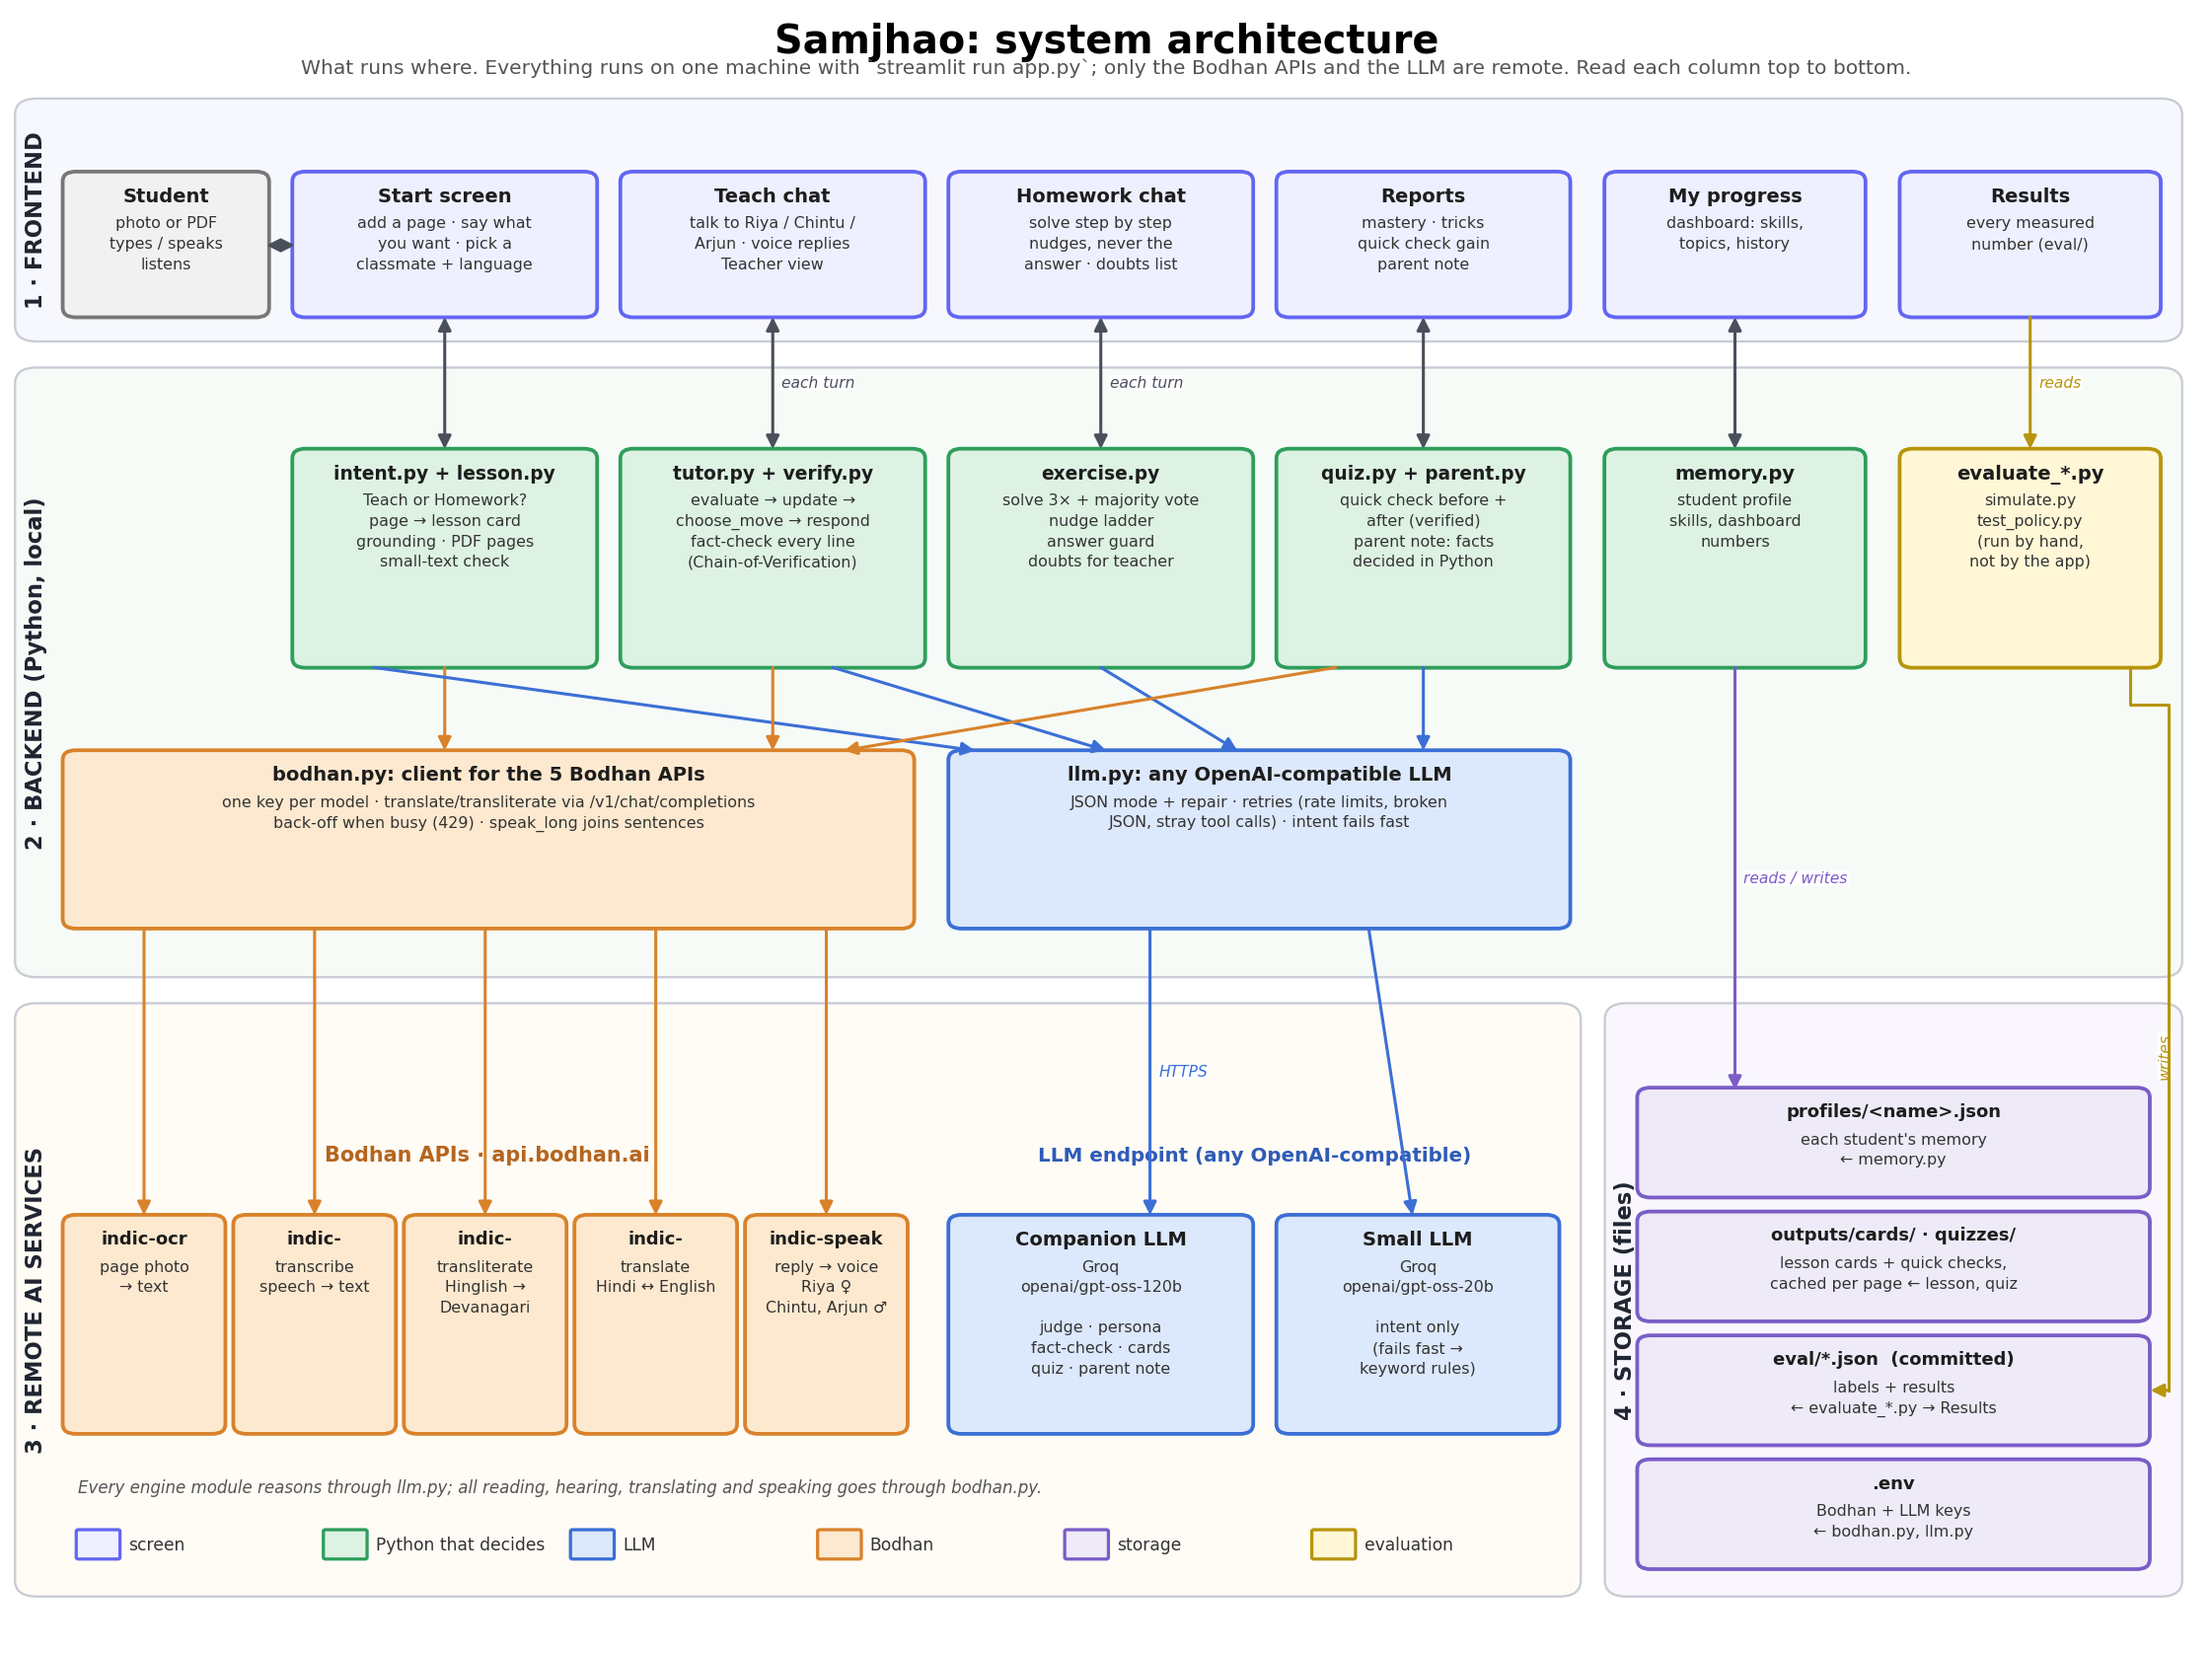 Samjhao: system architecture
What runs where. Everything runs on one machine with `streamlit run app.py`; only the Bodhan APIs and the LLM are remote. Read each column top to bottom.
1 · FRONTEND
Student
photo or PDF
types / speaks
listens
Start screen
add a page · say what
you want · pick a
classmate + language
Teach chat
talk to Riya / Chintu /
Arjun · voice replies
Teacher view
Homework chat
solve step by step
nudges, never the
answer · doubts list
Reports
mastery · tricks
quick check gain
parent note
My progress
dashboard: skills,
topics, history
Results
every measured
number (eval/)
each turn
each turn
reads
2 · BACKEND (Python, local)
intent.py + lesson.py
Teach or Homework?
page → lesson card
grounding · PDF pages
small-text check
tutor.py + verify.py
evaluate → update →
choose_move → respond
fact-check every line
(Chain-of-Verification)
exercise.py
solve 3× + majority vote
nudge ladder
answer guard
doubts for teacher
quiz.py + parent.py
quick check before +
after (verified)
parent note: facts
decided in Python
memory.py
student profile
skills, dashboard
numbers
evaluate_*.py
simulate.py
test_policy.py
(run by hand,
not by the app)
bodhan.py: client for the 5 Bodhan APIs
one key per model · translate/transliterate via /v1/chat/completions
back-off when busy (429) · speak_long joins sentences
llm.py: any OpenAI-compatible LLM
JSON mode + repair · retries (rate limits, broken
JSON, stray tool calls) · intent fails fast
reads / writes
3 · REMOTE AI SERVICES
HTTPS
Bodhan APIs · api.bodhan.ai
LLM endpoint (any OpenAI-compatible)
indic-ocr
page photo
→ text
indic-
transcribe
speech → text
indic-
transliterate
Hinglish →
Devanagari
indic-
translate
Hindi ↔ English
indic-speak
reply → voice
Riya ♀
Chintu, Arjun ♂
Companion LLM
Groq
openai/gpt-oss-120b
judge · persona
fact-check · cards
quiz · parent note
Small LLM
Groq
openai/gpt-oss-20b
intent only
(fails fast →
keyword rules)
Every engine module reasons through llm.py; all reading, hearing, translating and speaking goes through bodhan.py.
screen
Python that decides
LLM
Bodhan
storage
evaluation
4 · STORAGE (files)
writes
profiles/<name>.json
each student's memory
← memory.py
outputs/cards/ · quizzes/
lesson cards + quick checks,
cached per page ← lesson, quiz
eval/*.json (committed)
labels + results
← evaluate_*.py → Results
.env
Bodhan + LLM keys
← bodhan.py, llm.py